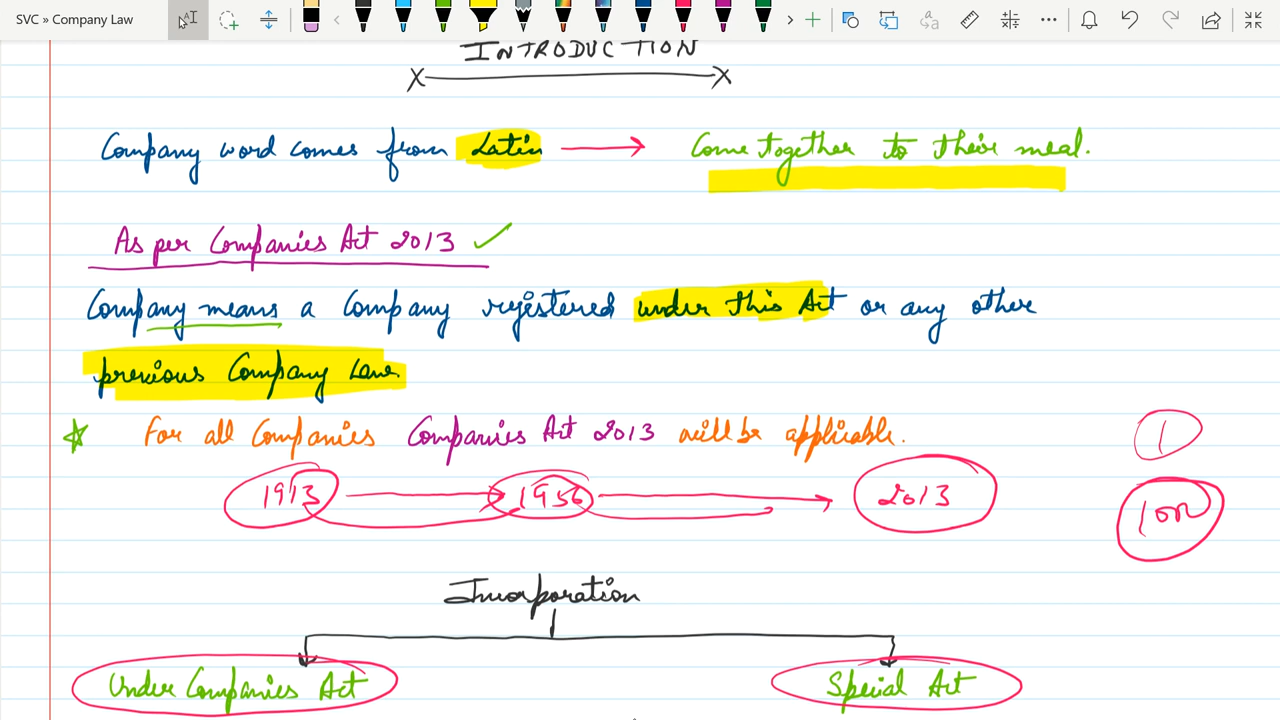 SVC » Company Law
INTRODUCTION
Company word comes from Latin → Come together to their meal.
As per Companies Act 2013 ✓
Company means a Company registered under this Act or any other
previous Company Law.
☆ For all Companies Companies Act 2013 will be applicable.
1
1913 → 1956 → 2013
Incorporation
Under Companies Act Special Act